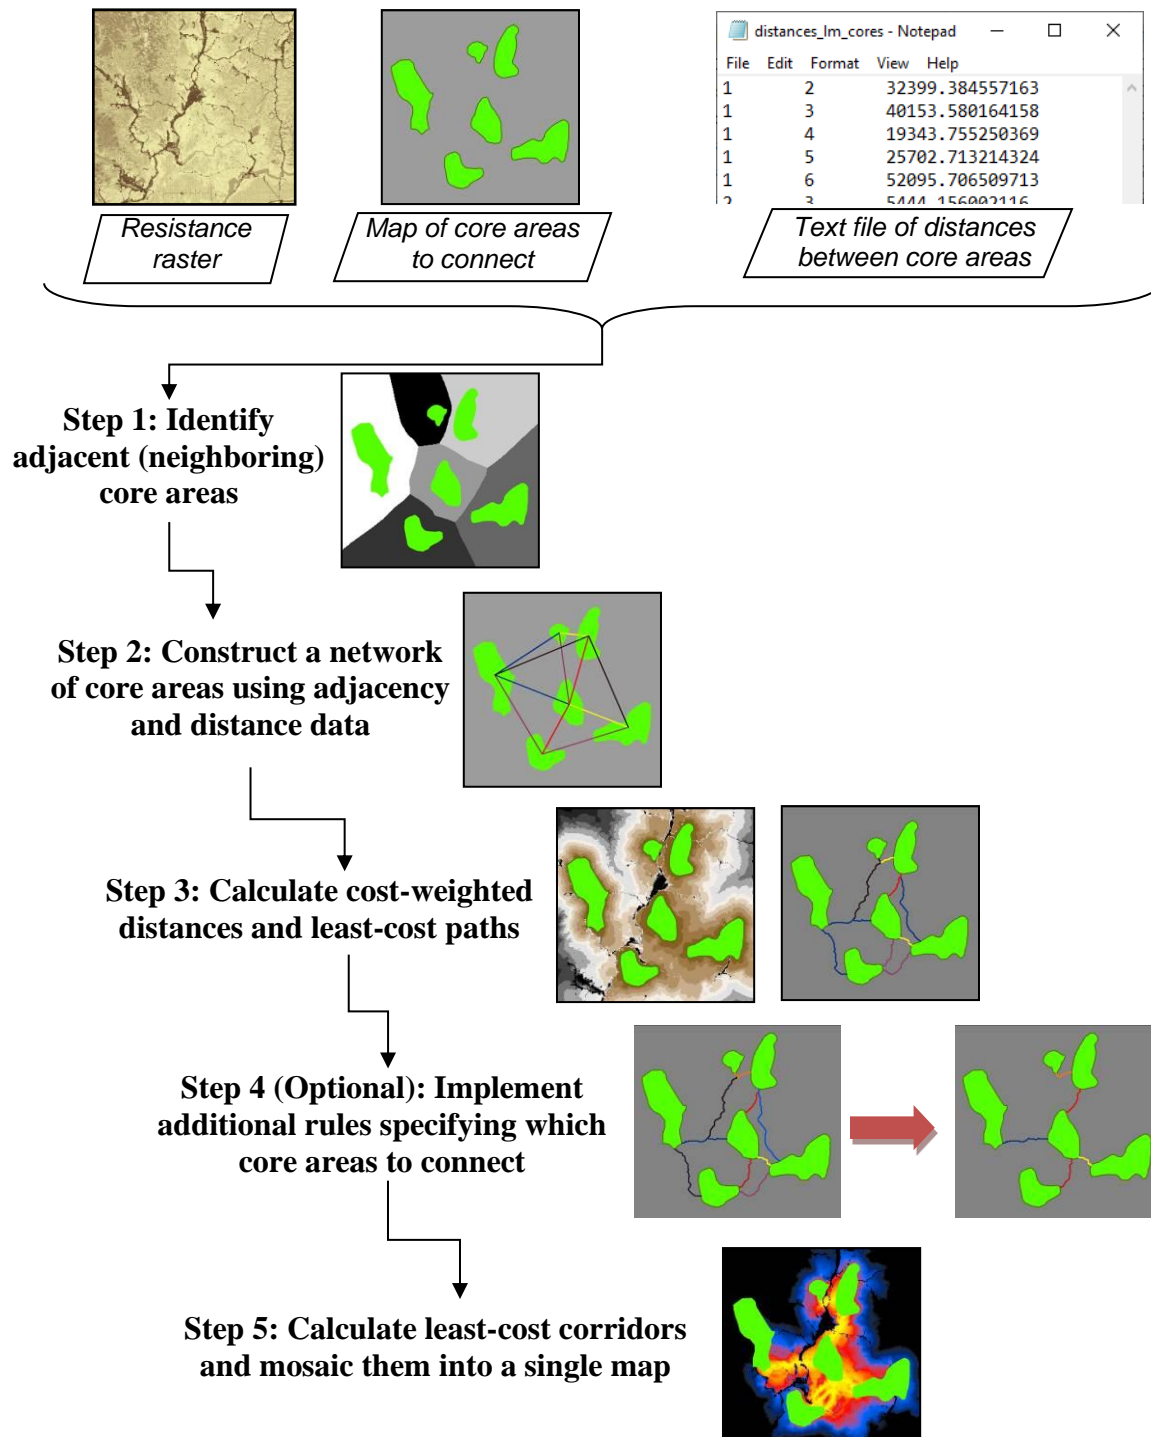 distances_lm_cores - Notepad
File Edit Format View Help
1 2 32399.384557163
1 3 40153.580164158
1 4 19343.755250369
1 5 25702.713214324
1 6 52095.706509713
2 3 5444.156002116
Resistance
raster
Map of core areas
to connect
Text file of distances
between core areas
Step 1: Identify
adjacent (neighboring)
core areas
Step 2: Construct a network
of core areas using adjacency
and distance data
Step 3: Calculate cost-weighted
distances and least-cost paths
Step 4 (Optional): Implement
additional rules specifying which
core areas to connect
Step 5: Calculate least-cost corridors
and mosaic them into a single map